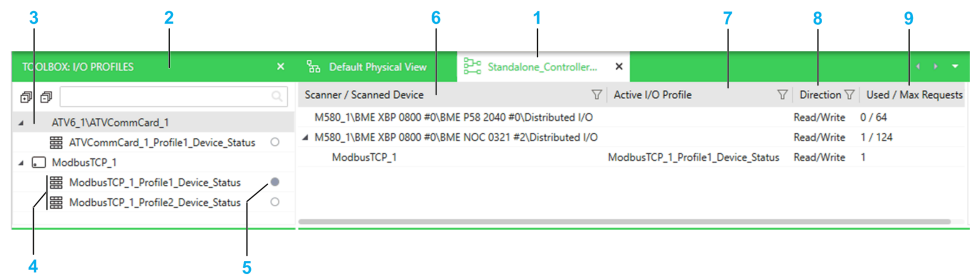 3 2 6 1 7 8 9
TOOLBOX: I/O PROFILES × Default Physical View Standalone_Controller... ×
Scanner / Scanned Device Active I/O Profile Direction Used / Max Requests
ATV6_1\ATVCommCard_1 M580_1\BME XBP 0800 #0\BME P58 2040 #0\Distributed I/O Read/Write 0 / 64
ATVCommCard_1_Profile1_Device_Status M580_1\BME XBP 0800 #0\BME NOC 0321 #2\Distributed I/O Read/Write 1 / 124
ModbusTCP_1 ModbusTCP_1 ModbusTCP_1_Profile1_Device_Status Read/Write 1
ModbusTCP_1_Profile1_Device_Status
ModbusTCP_1_Profile2_Device_Status
4 5